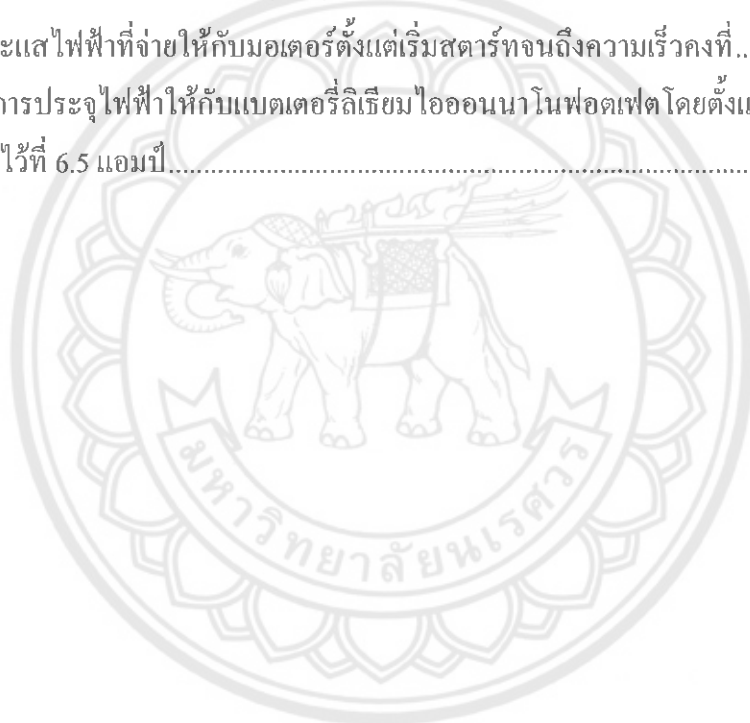 ะแสไฟฟ้าที่จ่ายให้กับมอเตอร์ตั้งแต่เริ่มสตาร์ทจนถึงความเร็วคงที่..
การประจุไฟฟ้าให้กับแบตเตอรี่ลิเธียมไอออนนาโนฟอตเฟตโดยตั้งแ
ไว้ที่ 6.5 แอมป์................................................................................
มหาวิทยาลัยนเรศวร